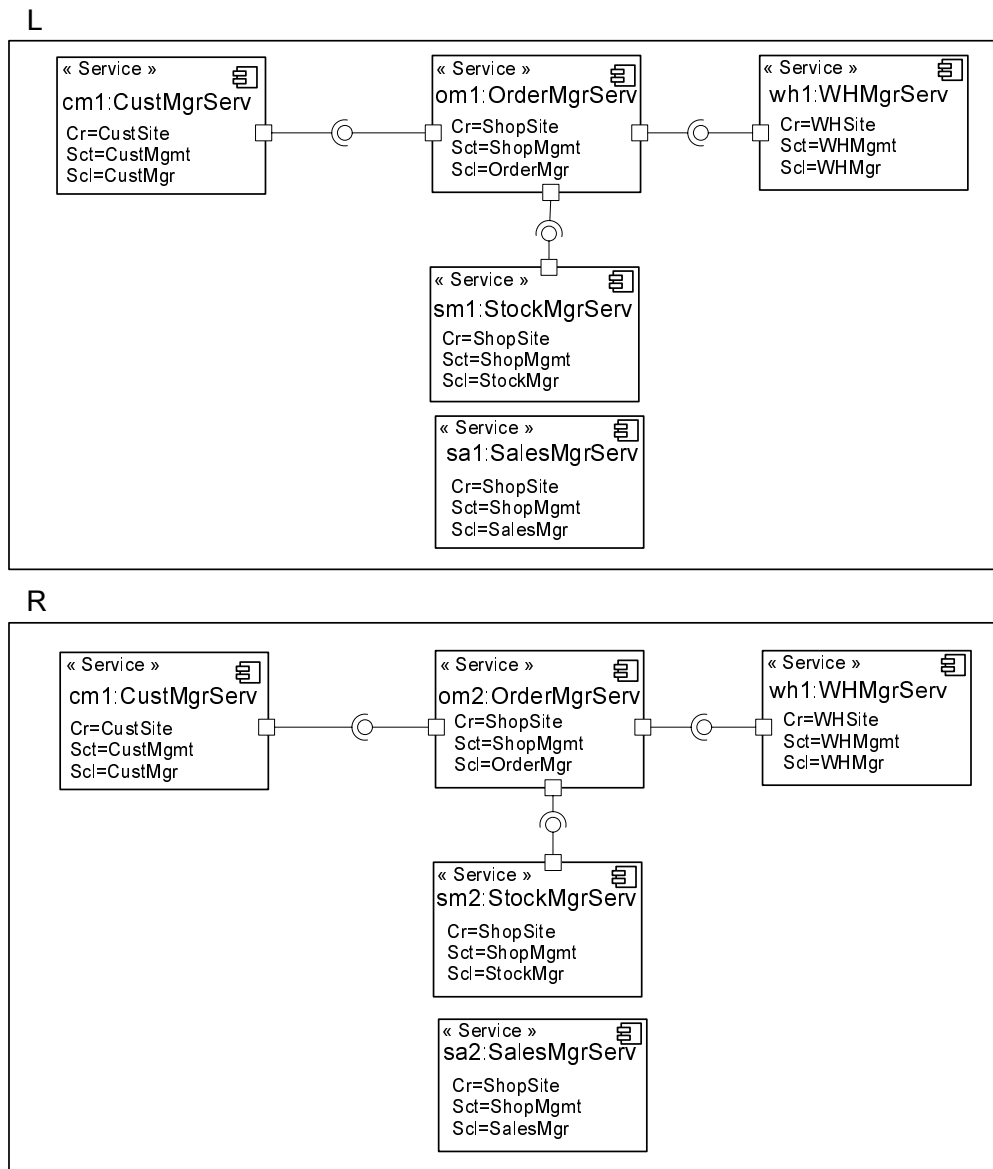 L
« Service »
cm1:CustMgrServ
Cr=CustSite
Sct=CustMgmt
Scl=CustMgr
« Service »
om1:OrderMgrServ
Cr=ShopSite
Sct=ShopMgmt
Scl=OrderMgr
« Service »
wh1:WHMgrServ
Cr=WHSite
Sct=WHMgmt
Scl=WHMgr
« Service »
sm1:StockMgrServ
Cr=ShopSite
Sct=ShopMgmt
Scl=StockMgr
« Service »
sa1:SalesMgrServ
Cr=ShopSite
Sct=ShopMgmt
Scl=SalesMgr
R
« Service »
cm1:CustMgrServ
Cr=CustSite
Sct=CustMgmt
Scl=CustMgr
« Service »
om2:OrderMgrServ
Cr=ShopSite
Sct=ShopMgmt
Scl=OrderMgr
« Service »
wh1:WHMgrServ
Cr=WHSite
Sct=WHMgmt
Scl=WHMgr
« Service »
sm2:StockMgrServ
Cr=ShopSite
Sct=ShopMgmt
Scl=StockMgr
« Service »
sa2:SalesMgrServ
Cr=ShopSite
Sct=ShopMgmt
Scl=SalesMgr